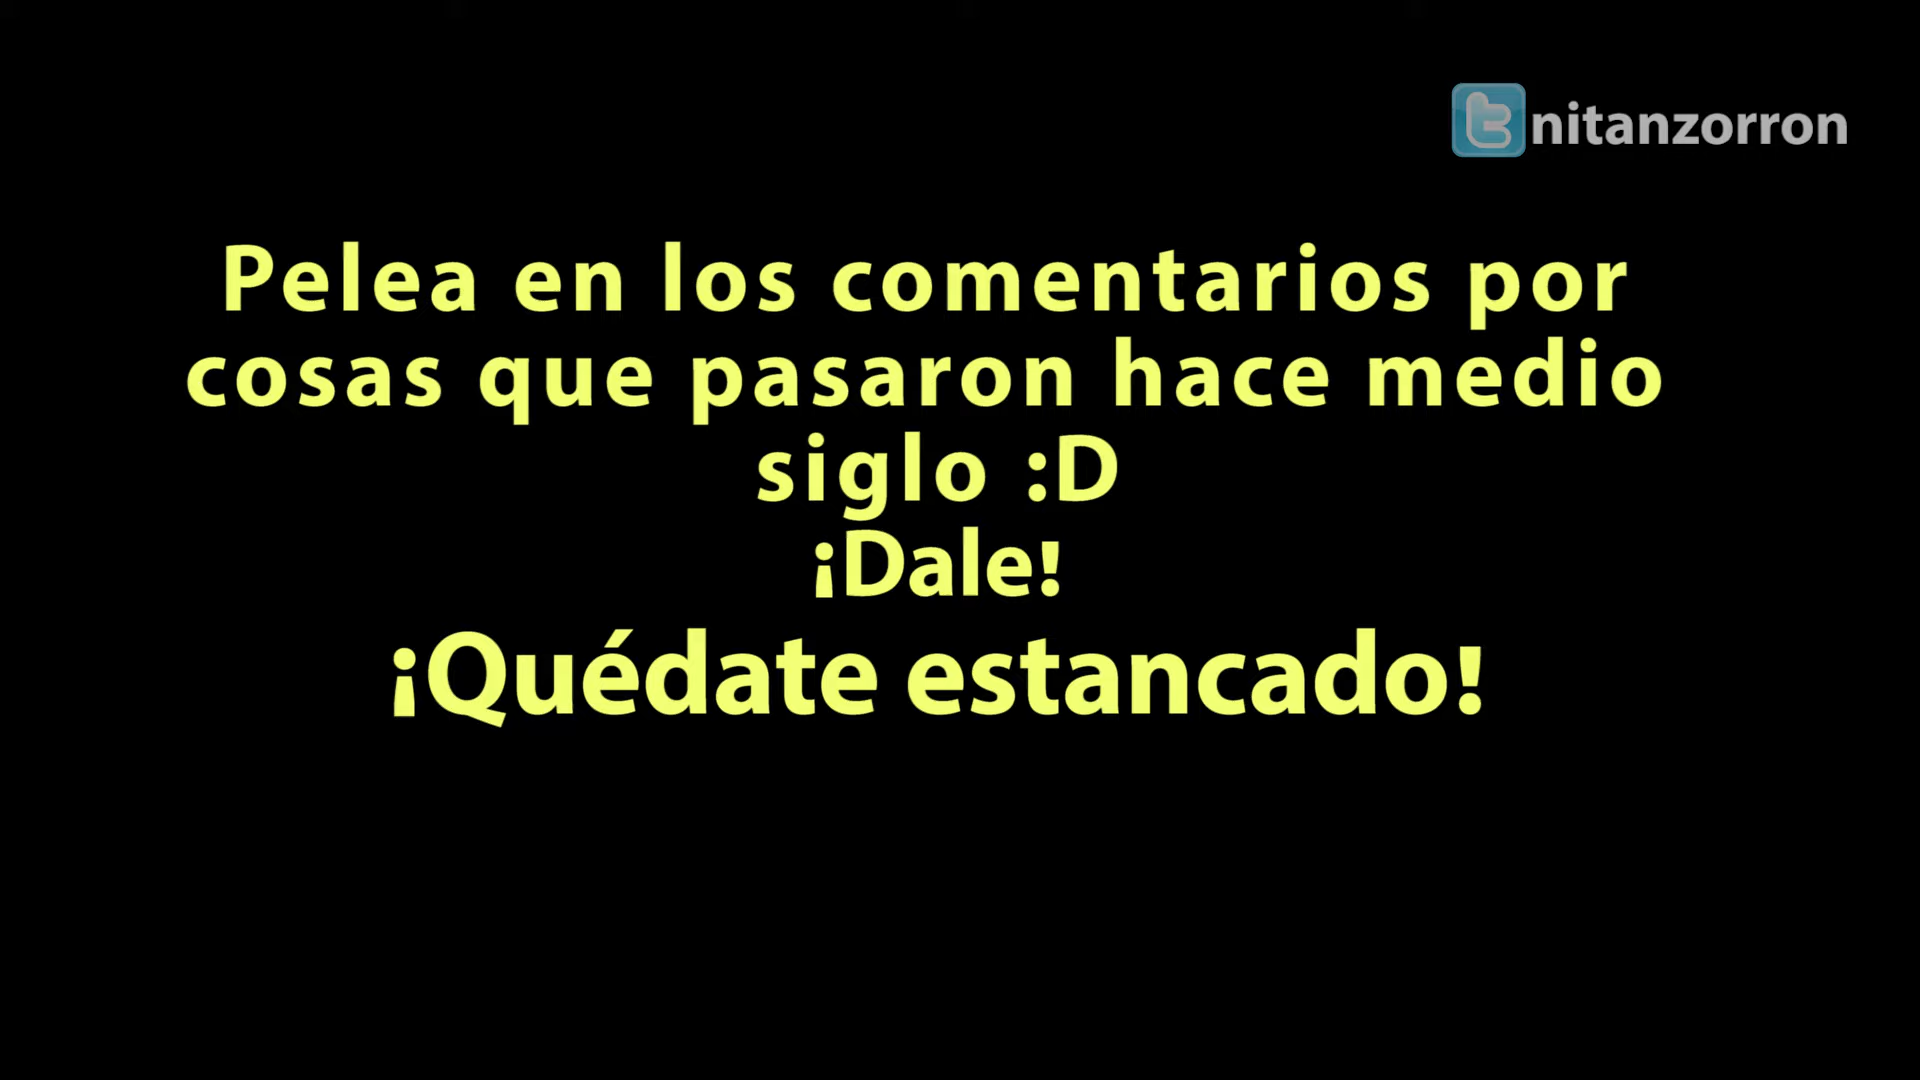 nitanzorron
Pelea en los comentarios por
cosas que pasaron hace medio
siglo :D
¡Dale!
¡Quédate estancado!